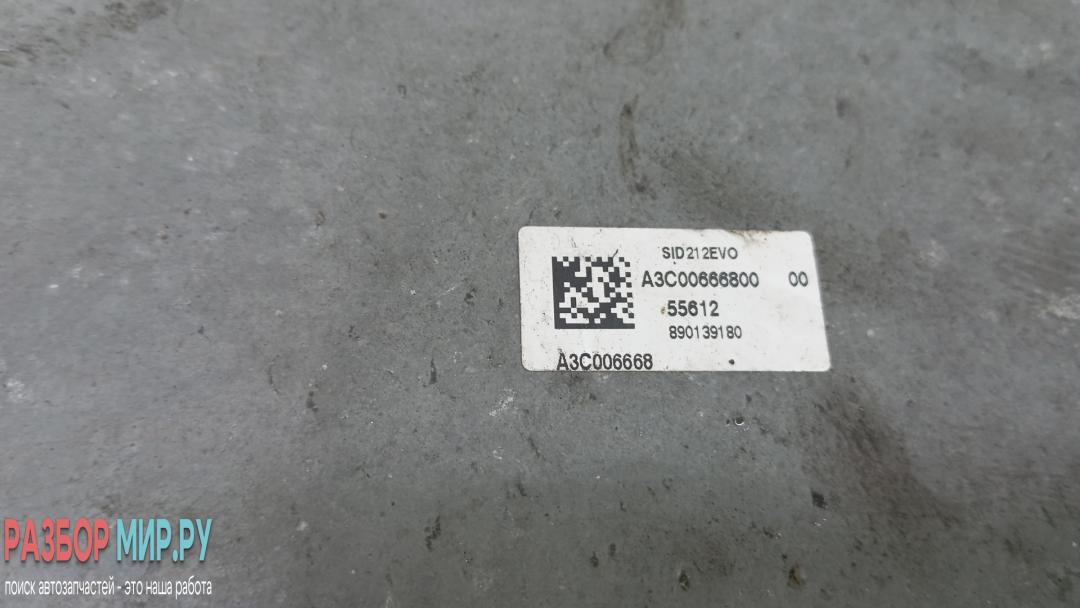 SID212EVO
A3C00666800 00
55612
890139180
A3C006668
РАЗБОР МИР.РУ
поиск автозапчастей - это наша работа